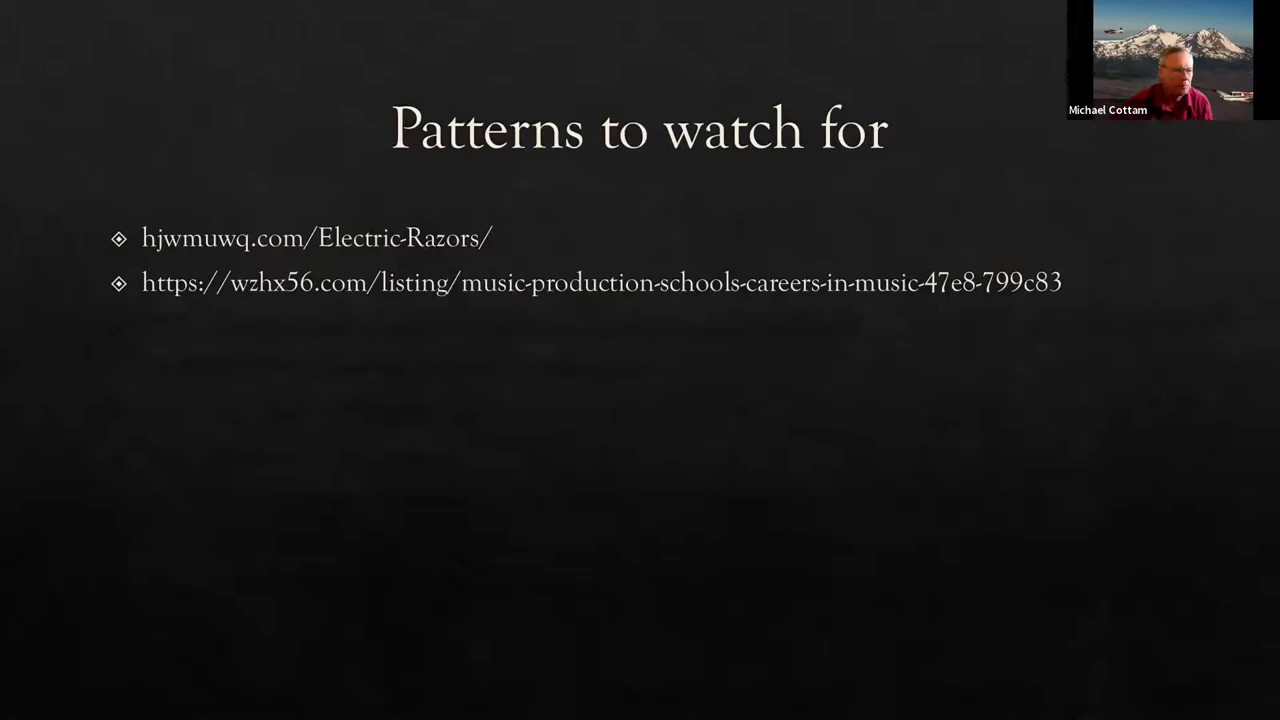 Michael Cottam
Patterns to watch for
hjwmuwq.com/Electric-Razors/
https://wzhx56.com/listing/music-production-schools-careers-in-music-47e8-799c83